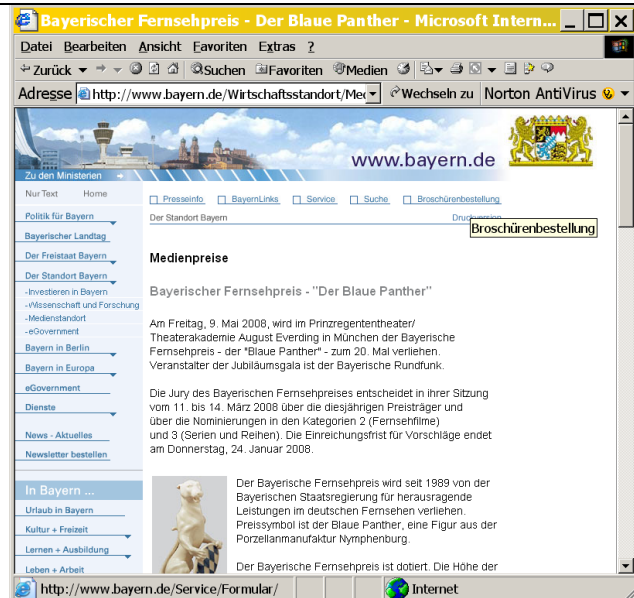 Bayerischer Fernsehpreis - Der Blaue Panther - Microsoft Intern...
Datei Bearbeiten Ansicht Favoriten Extras ?
Zurück Suchen Favoriten Medien
Adresse http://www.bayern.de/Wirtschaftsstandort/Med Wechseln zu Norton AntiVirus
www.bayern.de
Zu den Ministerien
Nur Text Home
Presseinfo BayernLinks Service Suche Broschürenbestellung
Der Standort Bayern Druckversion
Broschürenbestellung
Politik für Bayern
Bayerischer Landtag
Der Freistaat Bayern
Der Standort Bayern
-Investieren in Bayern
-Wissenschaft und Forschung
-Medienstandort
-eGovernment
Bayern in Berlin
Bayern in Europa
eGovernment
Dienste
News - Aktuelles
Newsletter bestellen
In Bayern ...
Urlaub in Bayern
Kultur + Freizeit
Lernen + Ausbildung
Leben + Arbeit
Medienpreise
Bayerischer Fernsehpreis - "Der Blaue Panther"
Am Freitag, 9. Mai 2008, wird im Prinzregententheater/
Theaterakademie August Everding in München der Bayerische
Fernsehpreis - der "Blaue Panther" - zum 20. Mal verliehen.
Veranstalter der Jubiläumsgala ist der Bayerische Rundfunk.
Die Jury des Bayerischen Fernsehpreises entscheidet in ihrer Sitzung
vom 11. bis 14. März 2008 über die diesjährigen Preisträger und
über die Nominierungen in den Kategorien 2 (Fernsehfilme)
und 3 (Serien und Reihen). Die Einreichungsfrist für Vorschläge endet
am Donnerstag, 24. Januar 2008.
Der Bayerische Fernsehpreis wird seit 1989 von der
Bayerischen Staatsregierung für herausragende
Leistungen im deutschen Fernsehen verliehen.
Preissymbol ist der Blaue Panther, eine Figur aus der
Porzellanmanufaktur Nymphenburg.
Der Bayerische Fernsehpreis ist dotiert. Die Höhe der
http://www.bayern.de/Service/Formular/ Internet